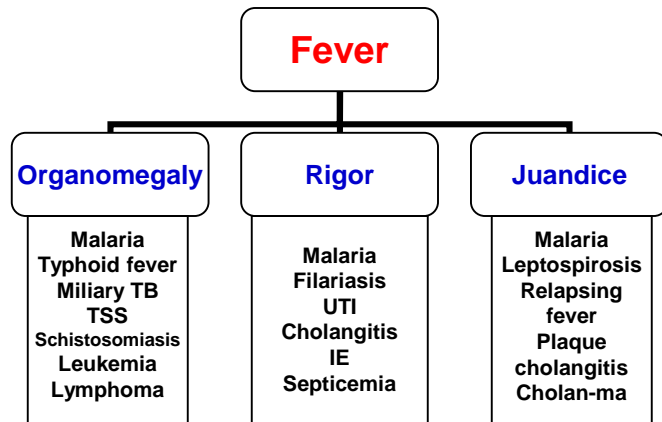 Fever
Organomegaly
Malaria
Typhoid fever
Miliary TB
TSS
Schistosomiasis
Leukemia
Lymphoma
Rigor
Malaria
Filariasis
UTI
Cholangitis
IE
Septicemia
Juandice
Malaria
Leptospirosis
Relapsing
fever
Plaque
cholangitis
Cholan-ma